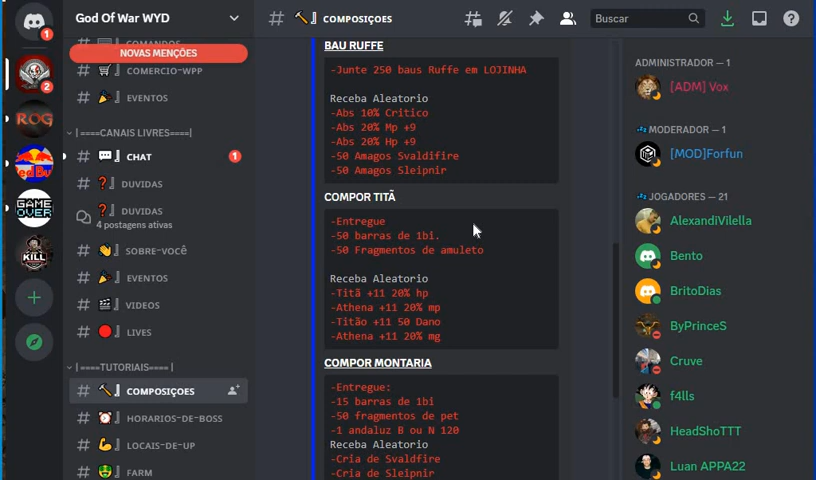 God Of War WYD
NOVAS MENÇÕES
COMERCIO-WPP
EVENTOS
|====CANAIS LIVRES====|
CHAT
1
DUVIDAS
DUVIDAS
4 postagens ativas
SOBRE-VOCÊ
EVENTOS
VIDEOS
LIVES
|====TUTORIAIS====|
COMPOSIÇOES
HORARIOS-DE-BOSS
LOCAIS-DE-UP
FARM
1
2
ROG
GAME
OVER
KILL
COMPOSIÇOES
Buscar
BAU RUFFE
-Junte 250 baus Ruffe em LOJINHA
Receba Aleatorio
-Abs 10% Critico
-Abs 20% Mp +9
-Abs 20% Hp +9
-50 Amagos Svaldifire
-50 Amagos Sleipnir
COMPOR TITÃ
-Entregue
-50 barras de 1bi.
-50 Fragmentos de amuleto
Receba Aleatorio
-Titã +11 20% hp
-Athena +11 20% mp
-Titão +11 50 Dano
-Athena +11 20% mg
COMPOR MONTARIA
-Entregue:
-15 barras de 1bi
-50 fragmentos de pet
-1 andaluz B ou N 120
Receba Aleatorio
-Cria de Svaldfire
-Cria de Sleipnir
ADMINISTRADOR — 1
[ADM] Vox
MODERADOR — 1
[MOD]Forfun
JOGADORES — 21
AlexandiVilella
Bento
BritoDias
ByPrinceS
Cruve
f4lls
HeadShoTTT
Luan APPA22